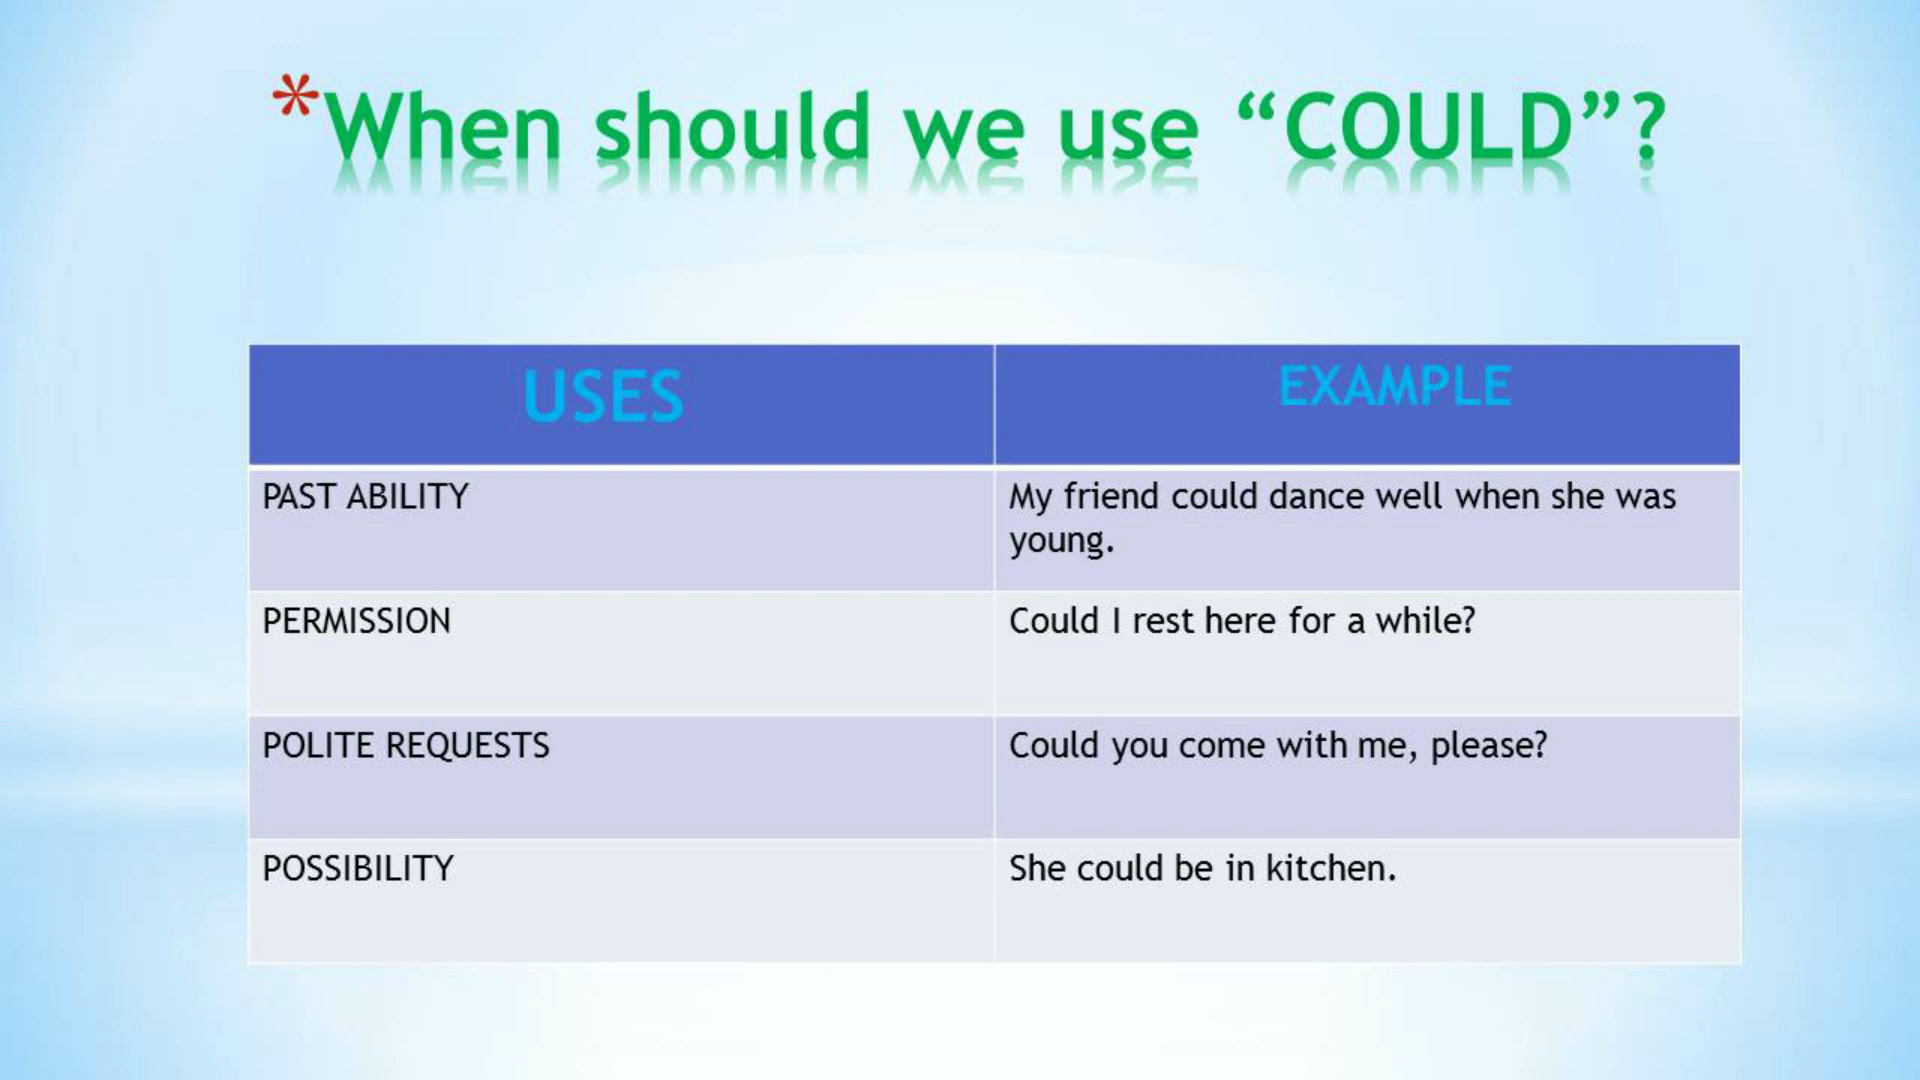 *When should we use “COULD”?
USES
EXAMPLE
PAST ABILITY
My friend could dance well when she was
young.
PERMISSION
Could I rest here for a while?
POLITE REQUESTS
Could you come with me, please?
POSSIBILITY
She could be in kitchen.